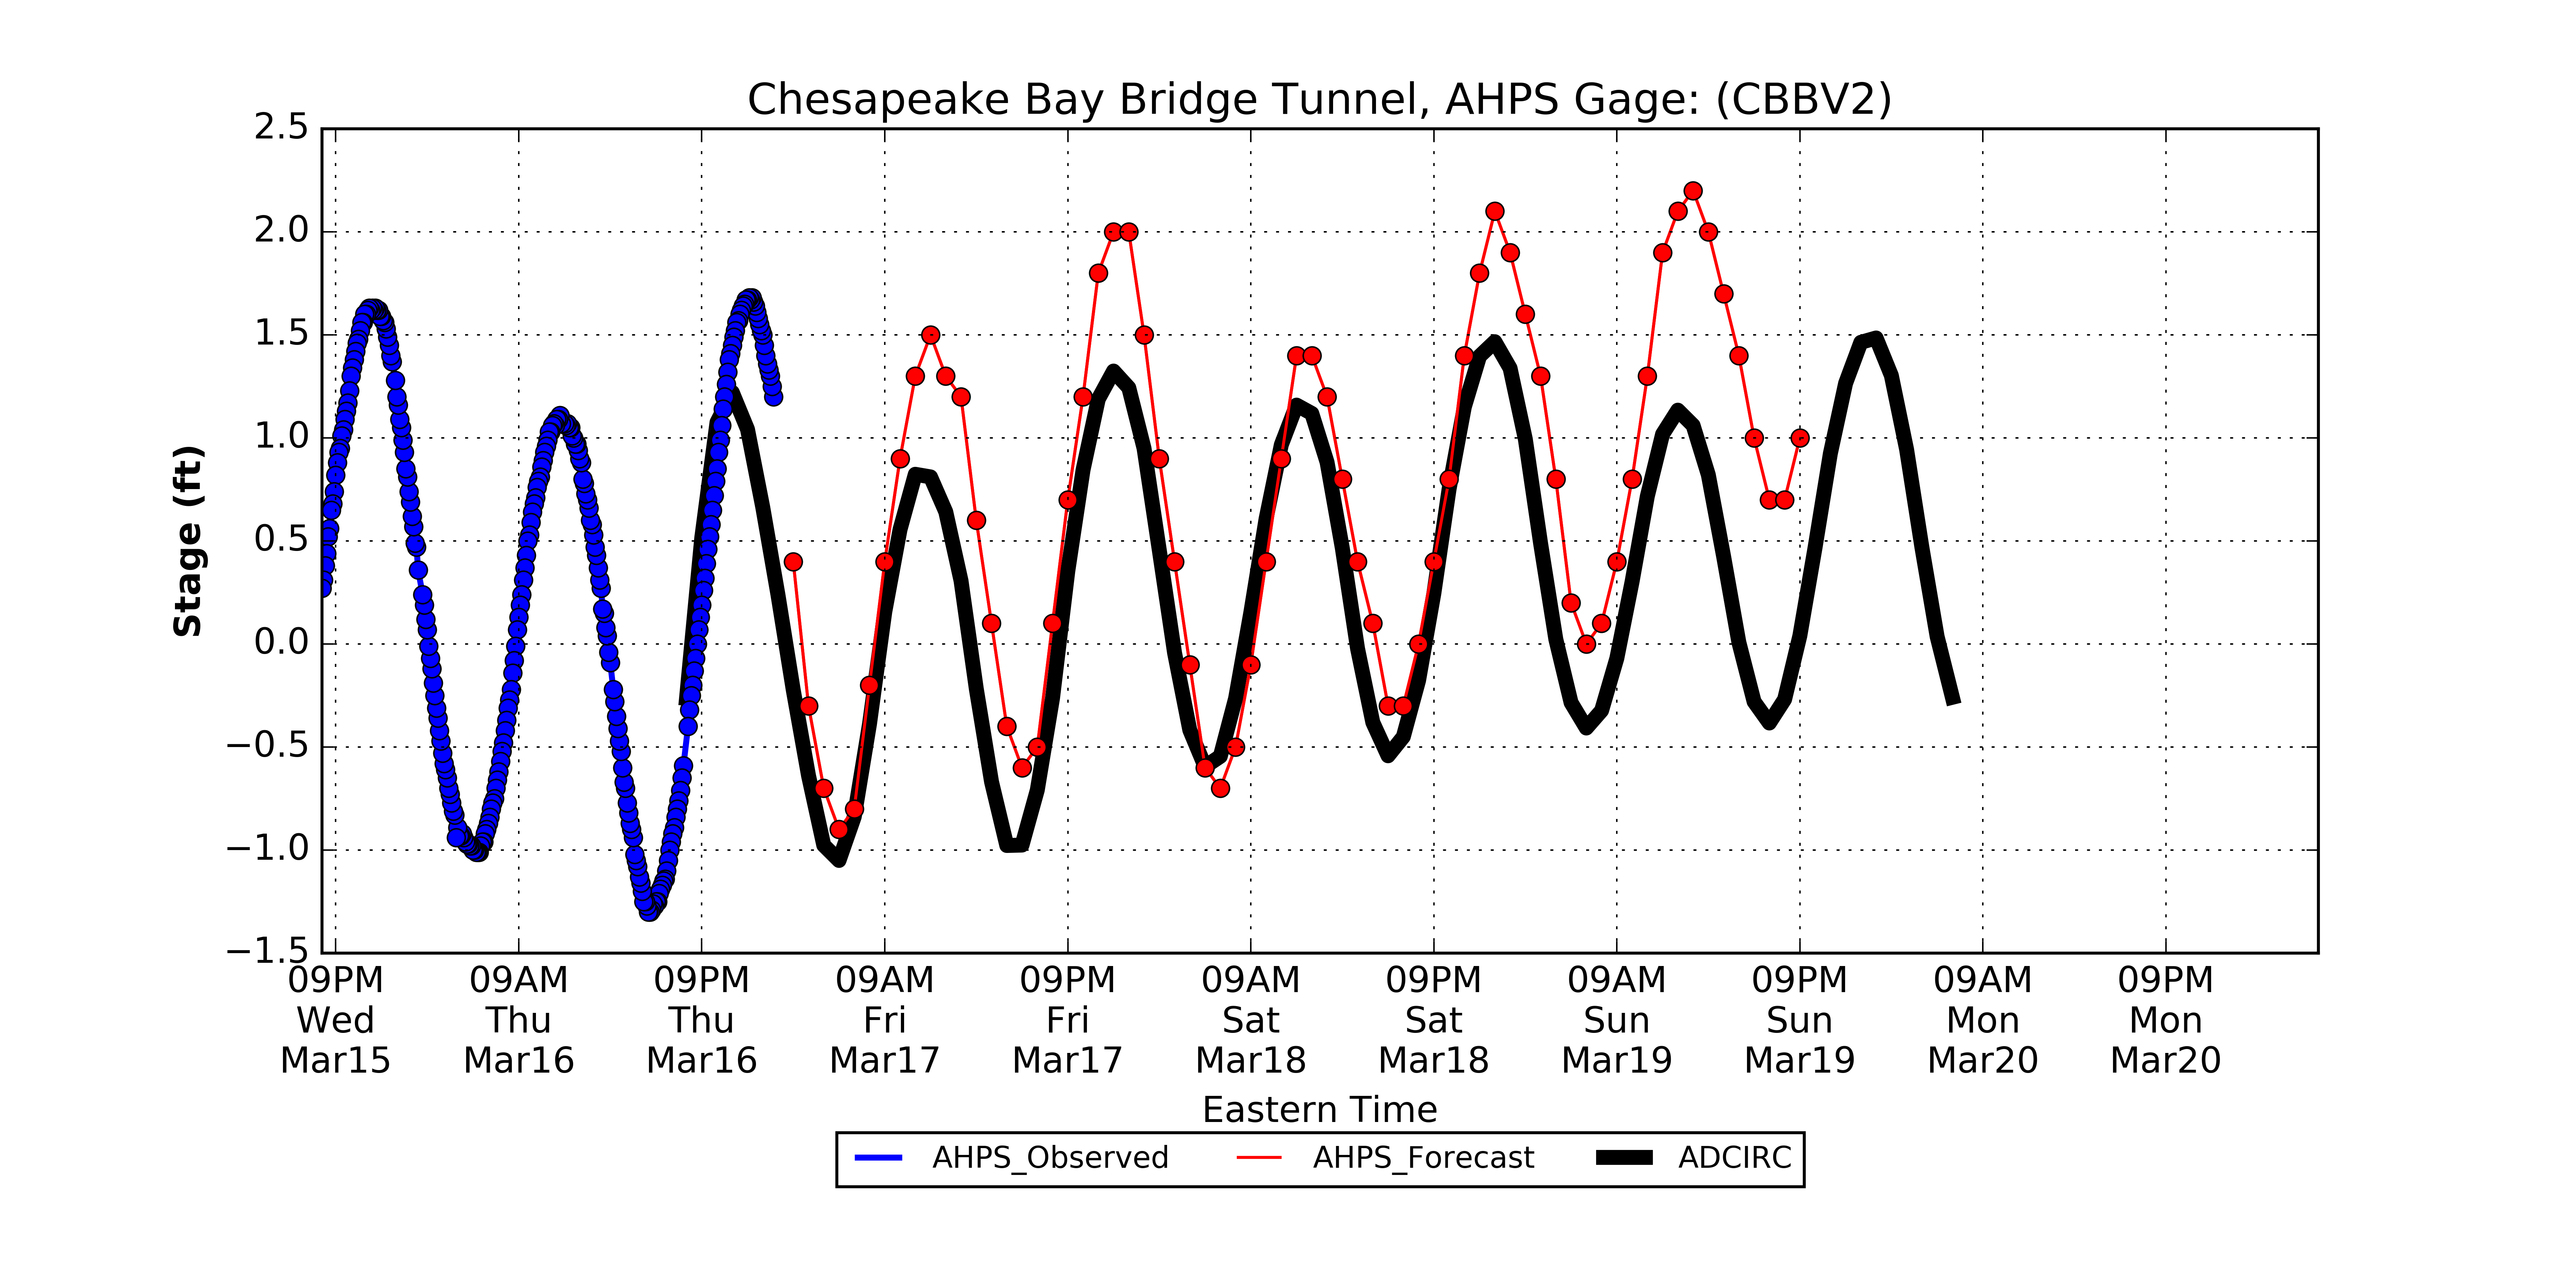 Chesapeake Bay Bridge Tunnel, AHPS Gage: (CBBV2)
2.5
2.0
1.5
1.0
0.5
0.0
−0.5
−1.0
−1.5
Stage (ft)
09PM 09AM 09PM 09AM 09PM 09AM 09PM 09AM 09PM 09AM 09PM
Wed Thu Thu Fri Fri Sat Sat Sun Sun Mon Mon
Mar15 Mar16 Mar16 Mar17 Mar17 Mar18 Mar18 Mar19 Mar19 Mar20 Mar20
Eastern Time
AHPS_Observed AHPS_Forecast ADCIRC